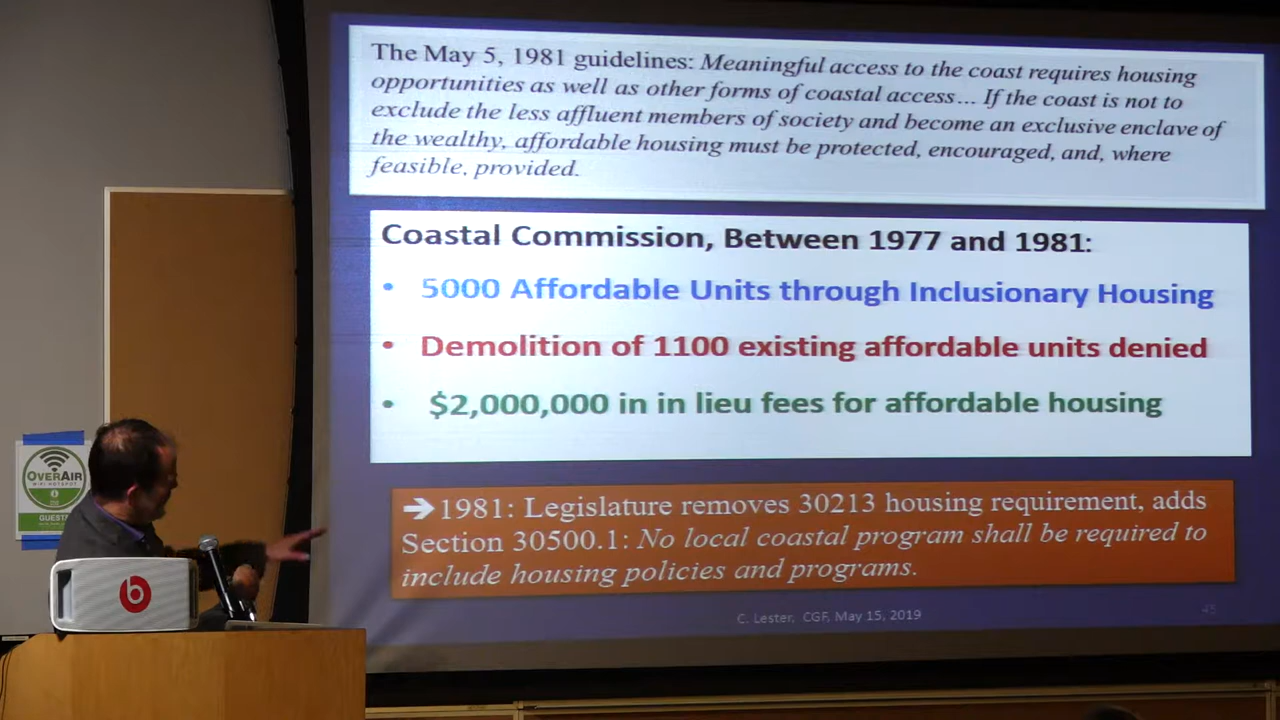 The May 5, 1981 guidelines: Meaningful access to the coast requires housing
opportunities as well as other forms of coastal access... If the coast is not to
exclude the less affluent members of society and become an exclusive enclave of
the wealthy, affordable housing must be protected, encouraged, and, where
feasible, provided.
Coastal Commission, Between 1977 and 1981:
• 5000 Affordable Units through Inclusionary Housing
• Demolition of 1100 existing affordable units denied
• $2,000,000 in in lieu fees for affordable housing
➔ 1981: Legislature removes 30213 housing requirement, adds
Section 30500.1: No local coastal program shall be required to
include housing policies and programs.
C. Lester, CGF, May 15, 2019
45
OVERAIR
WIFI HOTSPOT
GUEST
b